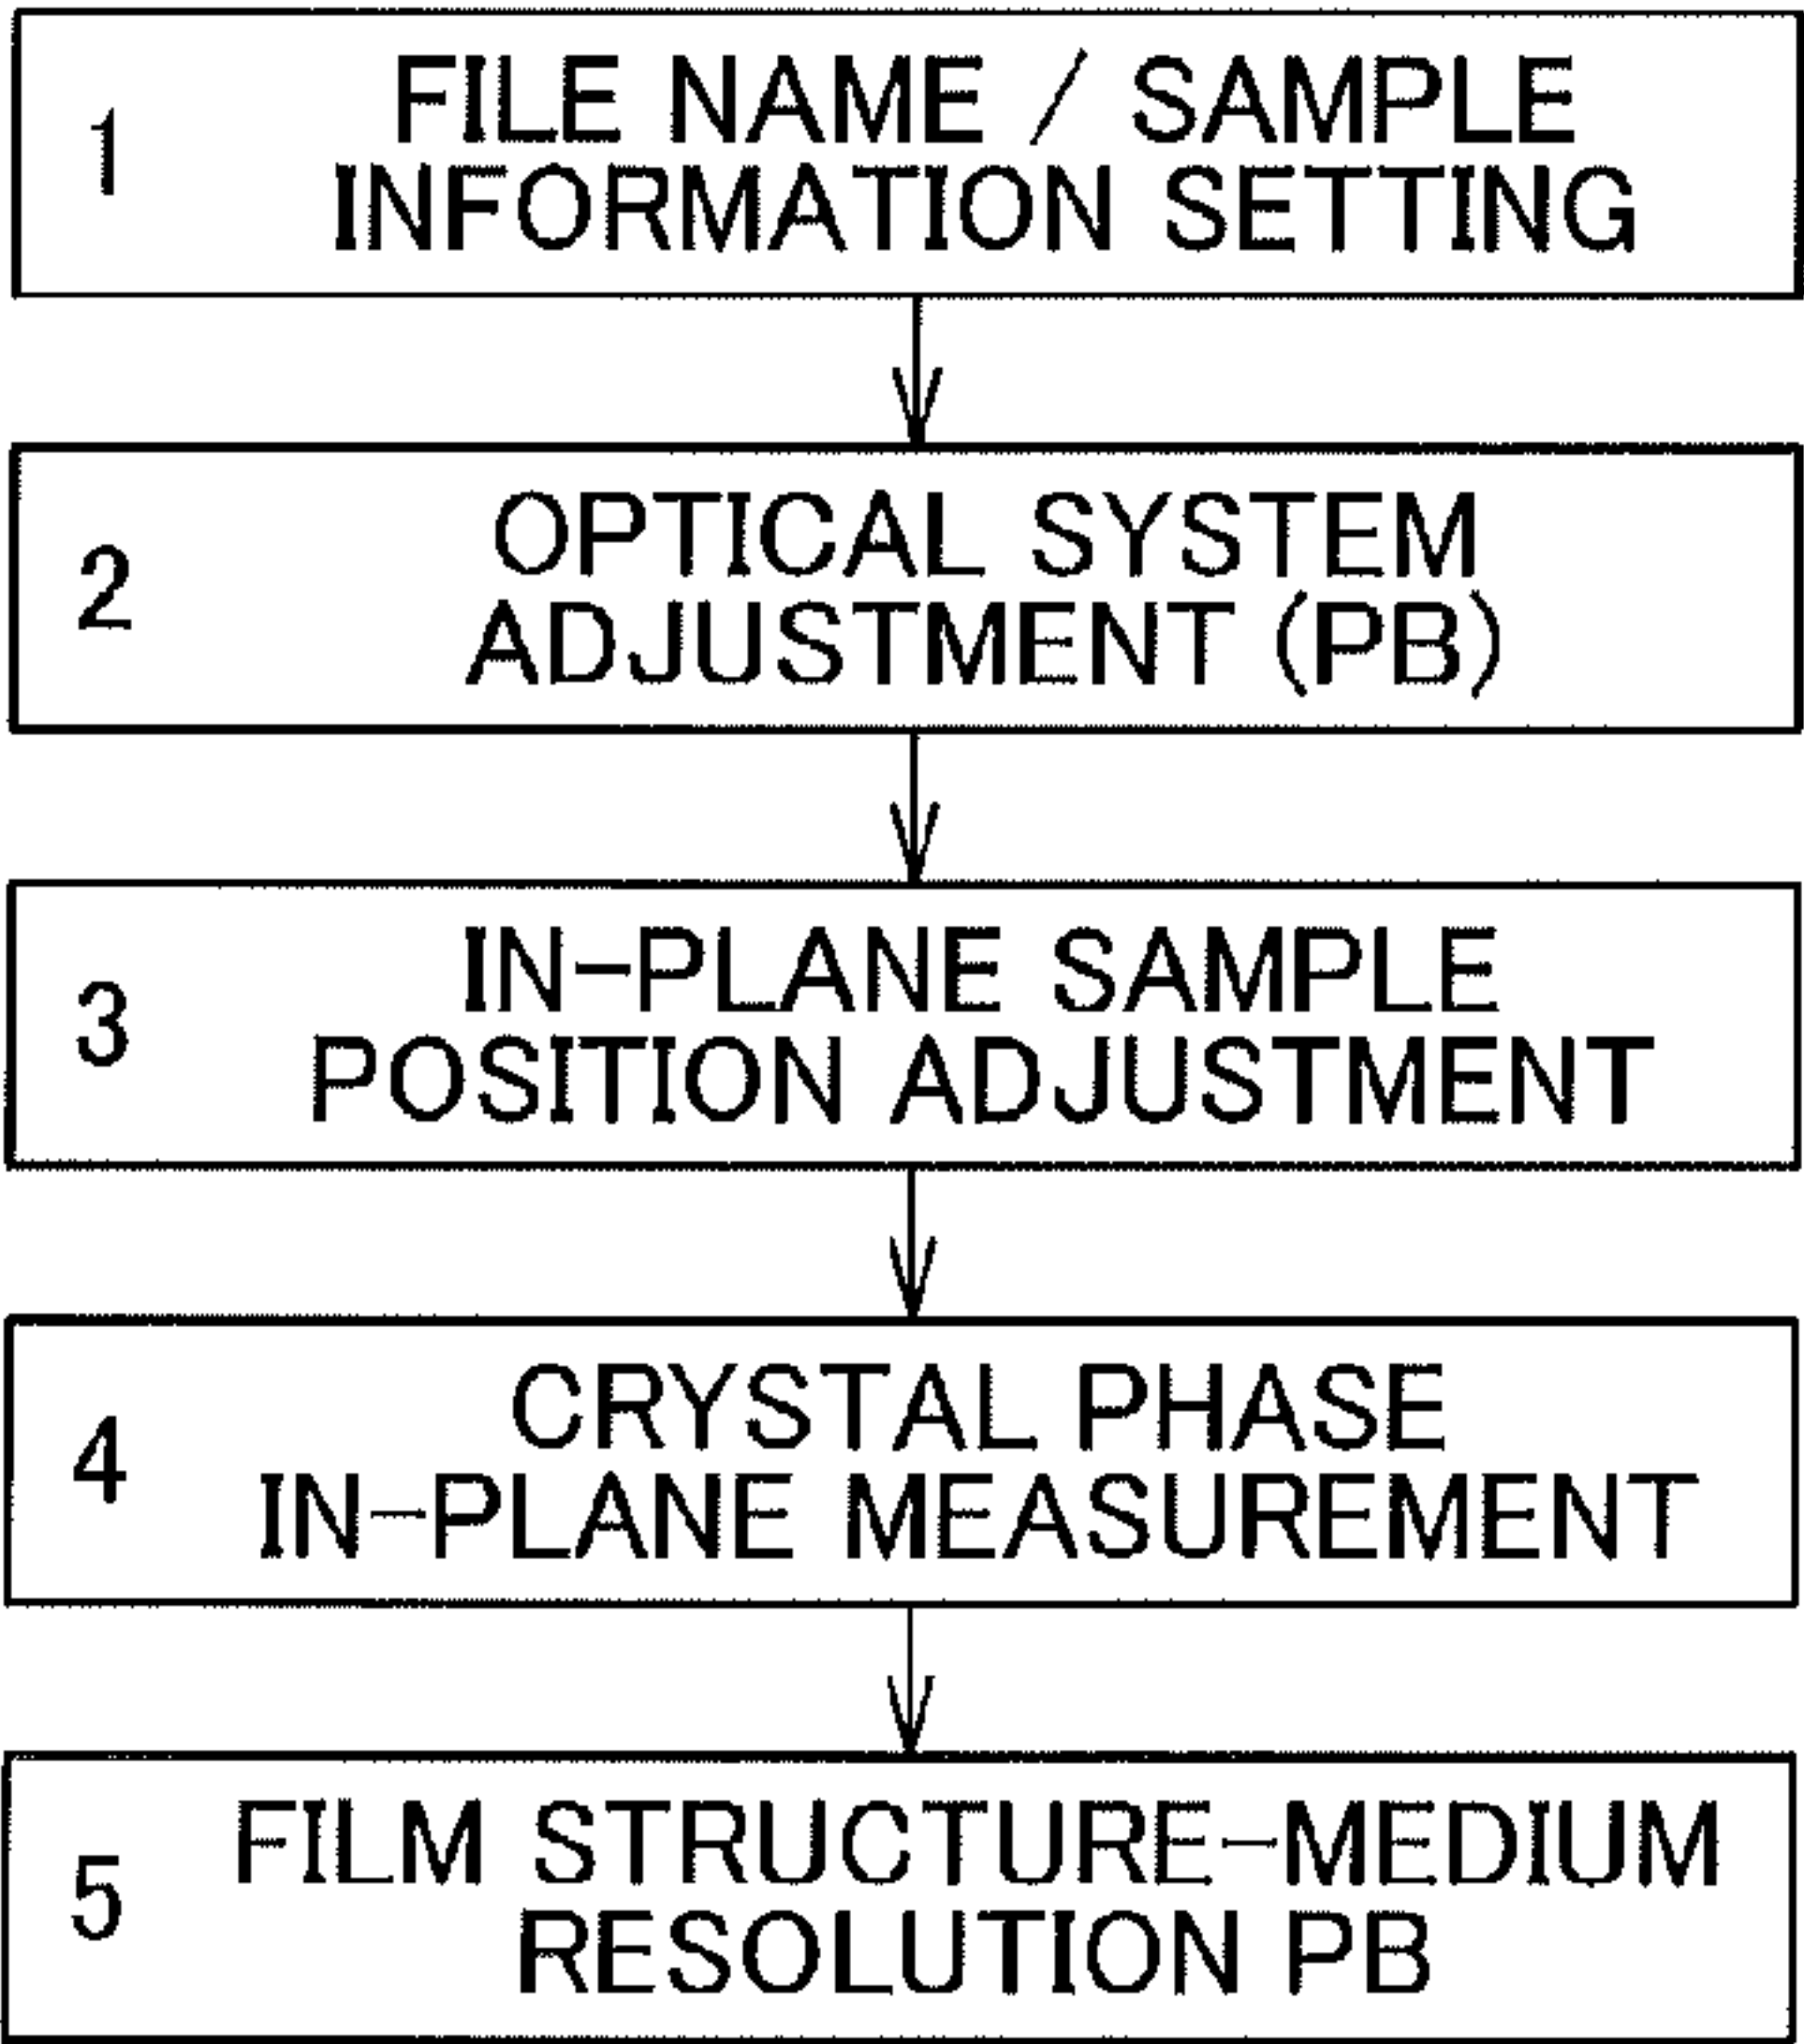 1
FILE NAME / SAMPLE
INFORMATION SETTING
2
OPTICAL SYSTEM
ADJUSTMENT (PB)
3
IN-PLANE SAMPLE
POSITION ADJUSTMENT
4
CRYSTAL PHASE
IN-PLANE MEASUREMENT
5
FILM STRUCTURE-MEDIUM
RESOLUTION PB